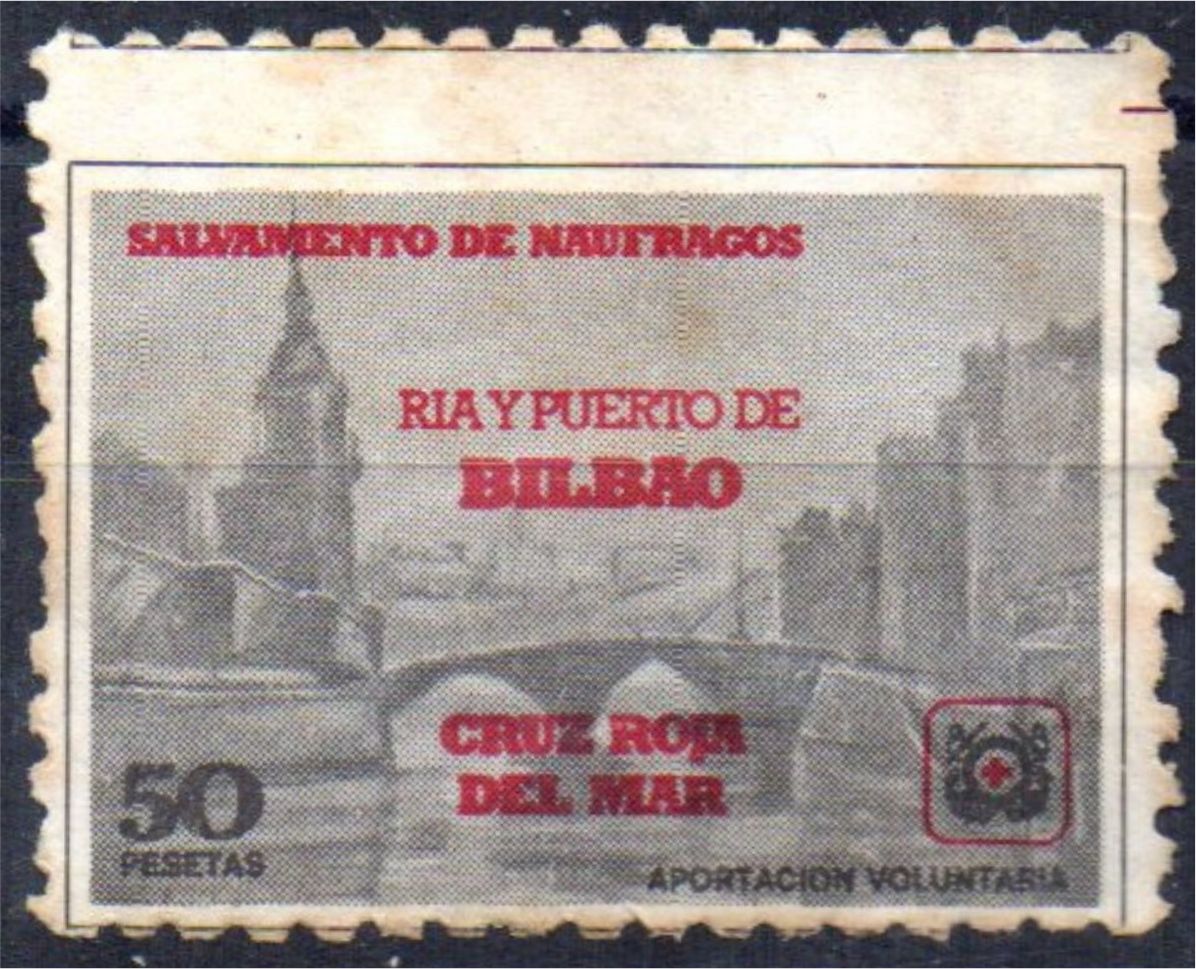 SALVAMENTO DE NAUFRAGOS
RIA Y PUERTO DE
BILBAO
CRUZ ROJA
DEL MAR
50
PESETAS
APORTACION VOLUNTARIA